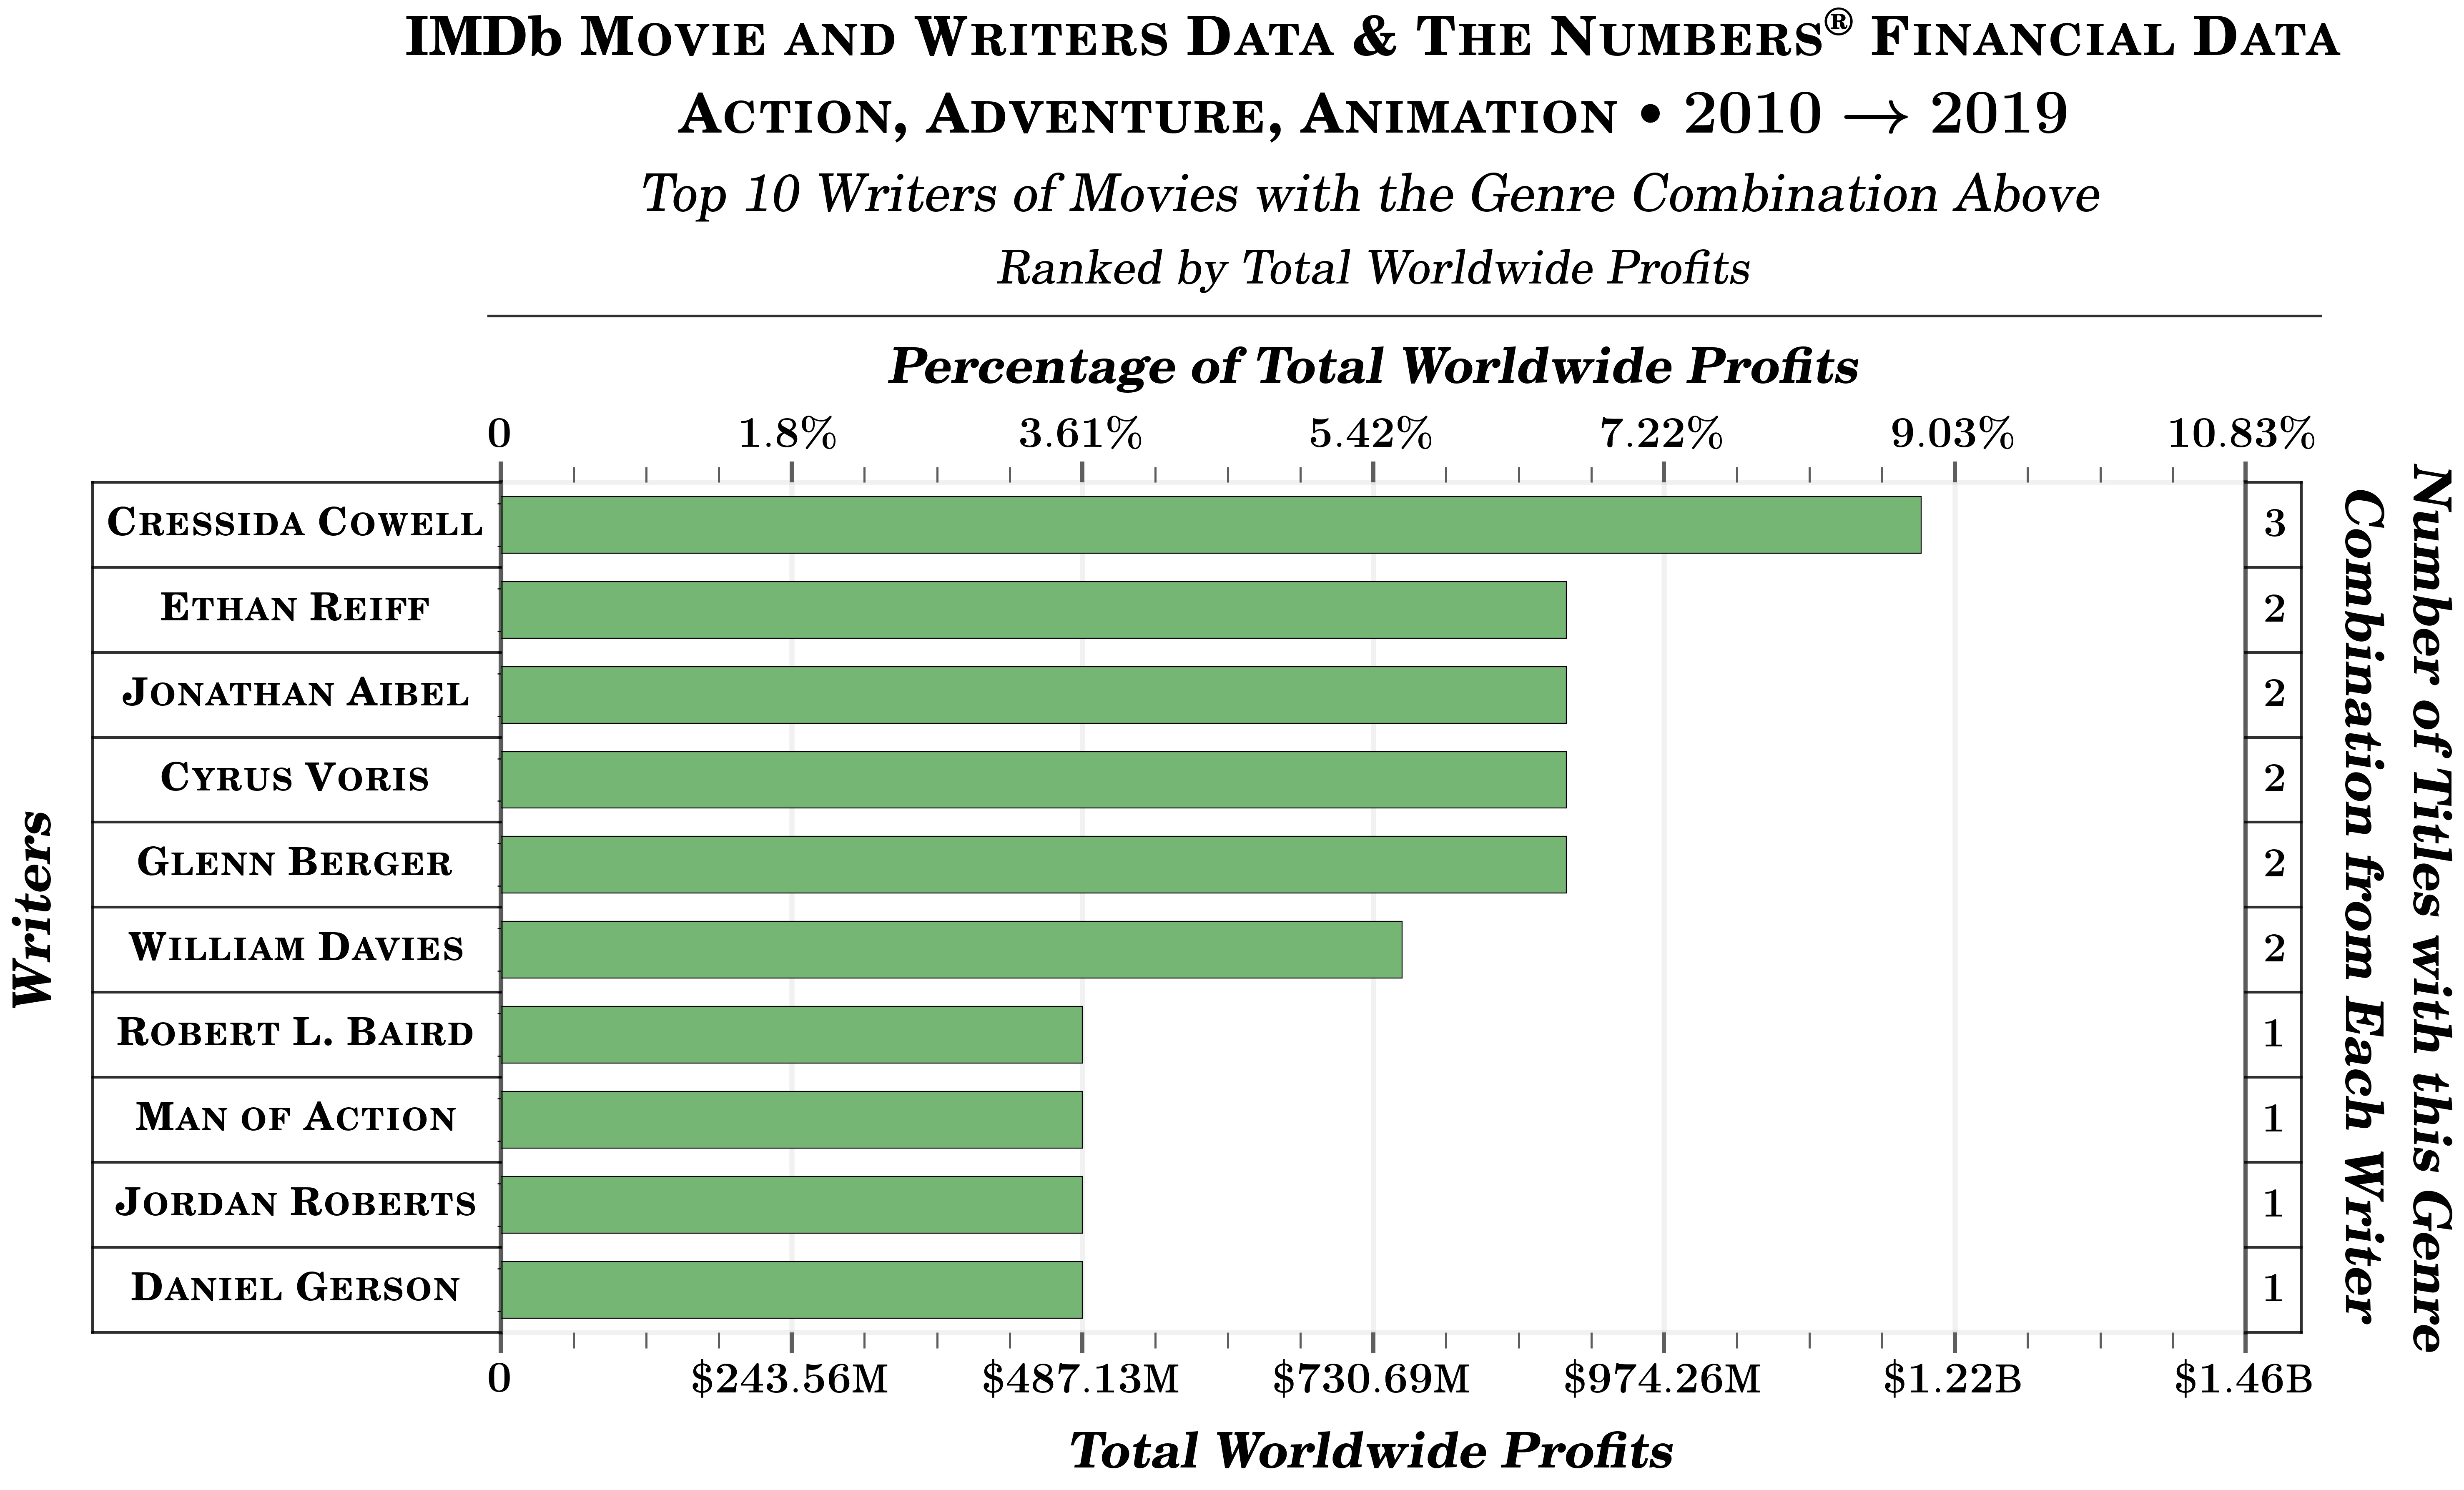 IMDb Movie and Writers Data & The Numbers® Financial Data
Action, Adventure, Animation • 2010 → 2019
Top 10 Writers of Movies with the Genre Combination Above
Ranked by Total Worldwide Profits
Percentage of Total Worldwide Profits
0 1.8% 3.61% 5.42% 7.22% 9.03% 10.83%
Writers
Cressida Cowell 3
Ethan Reiff 2
Jonathan Aibel 2
Cyrus Voris 2
Glenn Berger 2
William Davies 2
Robert L. Baird 1
Man of Action 1
Jordan Roberts 1
Daniel Gerson 1
Number of Titles with this Genre
Combination from Each Writer
0 $243.56M $487.13M $730.69M $974.26M $1.22B $1.46B
Total Worldwide Profits